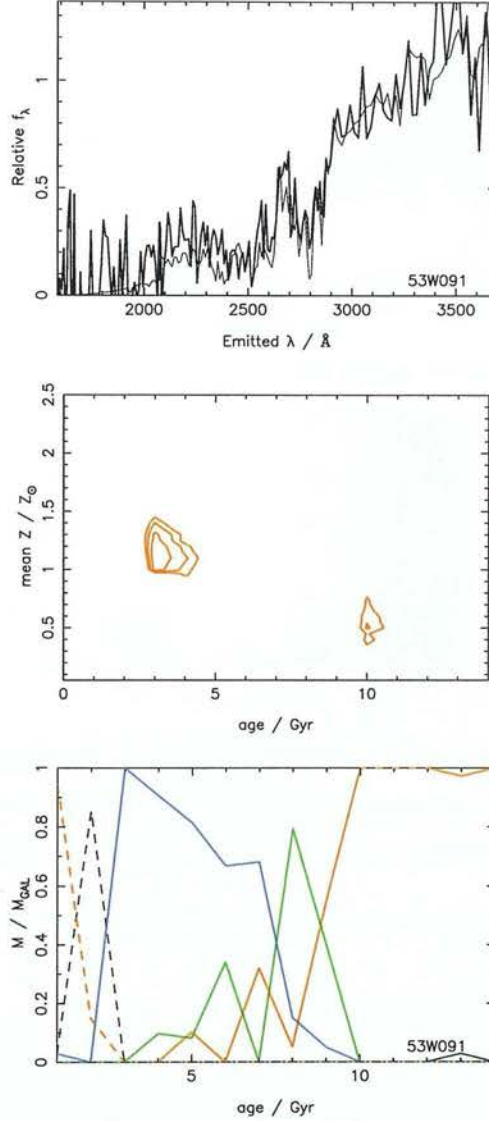 Relative f_λ
0
0.5
1
53W091
2000
2500
3000
3500
Emitted λ / Å
mean Z / Z_⊙
0.5
1
1.5
2
2.5
0
5
10
age / Gyr
M / M_GAL
0
0.2
0.4
0.6
0.8
1
53W091
5
10
age / Gyr